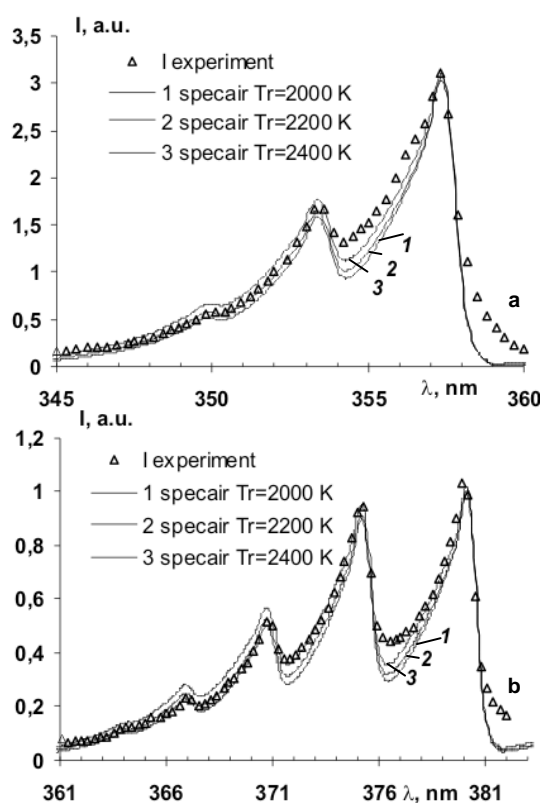 I, a.u.
3,5
3
2,5
2
1,5
1
0,5
0
I experiment
1 specair Tr=2000 K
2 specair Tr=2200 K
3 specair Tr=2400 K
1
2
3
a
345 350 355 λ, nm 360
I, a.u.
1,2
1
0,8
0,6
0,4
0,2
0
I experiment
1 specair Tr=2000 K
2 specair Tr=2200 K
3 specair Tr=2400 K
1
2
3
b
361 366 371 376 λ, nm 381